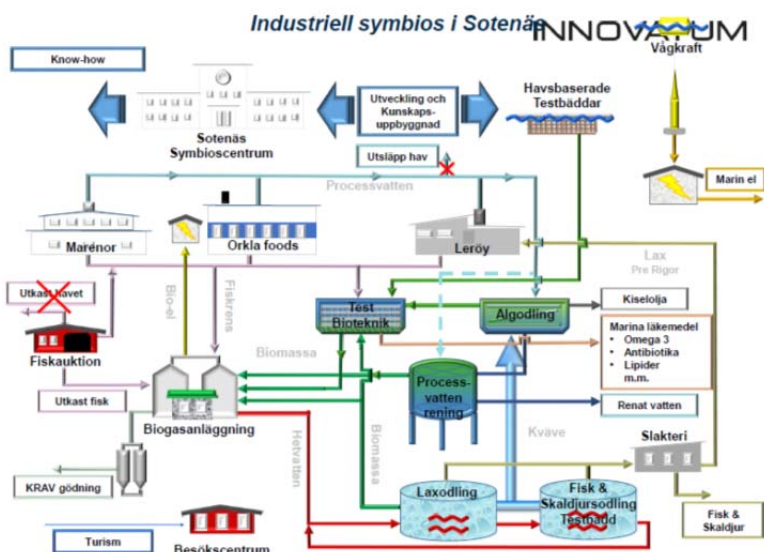 Industriell symbios i Sotenäs
INNOVATUM
Vågkraft
Know-how
Utveckling och
Kunskaps-
uppbyggnad
Havsbaserade
Testbäddar
Sotenäs
Symbioscentrum
Utsläpp hav
Marin el
Processvatten
Marenor
Orkla foods
Leröy
Lax
Pre Rigor
Utkast havet
Bio-el
Fiskrens
Test
Bioteknik
Algodling
Kiselolja
Marina läkemedel
• Omega 3
• Antibiotika
• Lipider
m.m.
Fiskauktion
Biomassa
Utkast fisk
Process-
vatten
rening
Renat vatten
Biogasanläggning
Hetvatten
Biomassa
Kväve
Slakteri
KRAV gödning
Laxodling
Fisk &
Skaldjursodling
Testbädd
Fisk &
Skaldjur
Turism
Besökscentrum